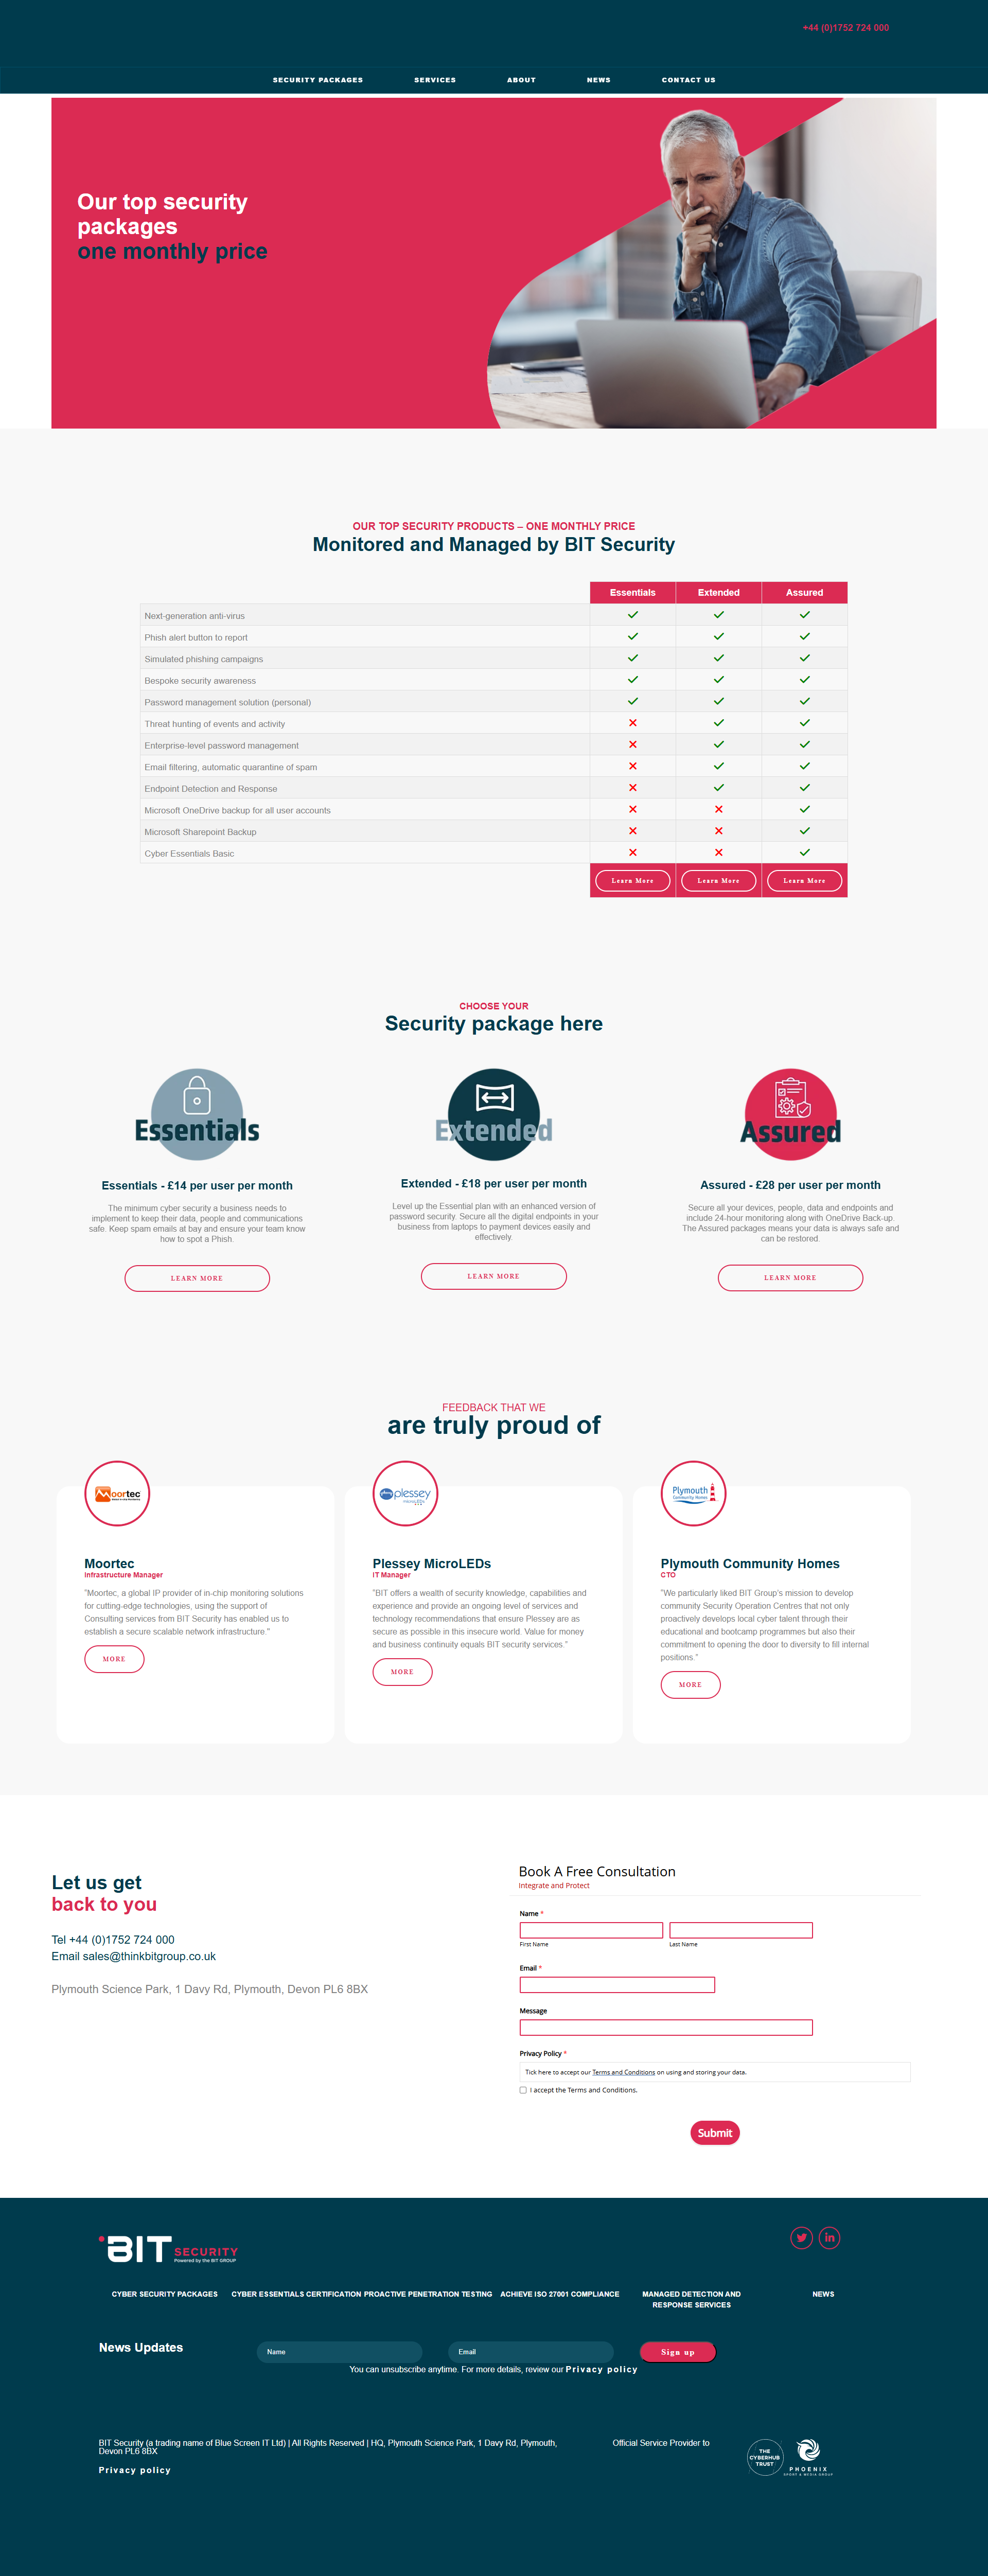 +44 (0)1752 724 000
SECURITY PACKAGES SERVICES ABOUT NEWS CONTACT US
Our top security
packages
one monthly price
OUR TOP SECURITY PRODUCTS – ONE MONTHLY PRICE
Monitored and Managed by BIT Security
Essentials Extended Assured
Next-generation anti-virus
Phish alert button to report
Simulated phishing campaigns
Bespoke security awareness
Password management solution (personal)
Threat hunting of events and activity
Enterprise-level password management
Email filtering, automatic quarantine of spam
Endpoint Detection and Response
Microsoft OneDrive backup for all user accounts
Microsoft Sharepoint Backup
Cyber Essentials Basic
Learn More Learn More Learn More
CHOOSE YOUR
Security package here
Essentials
Essentials - £14 per user per month
The minimum cyber security a business needs to
implement to keep their data, people and communications
safe. Keep spam emails at bay and ensure your team know
how to spot a Phish.
LEARN MORE
Extended
Extended - £18 per user per month
Level up the Essential plan with an enhanced version of
password security. Secure all the digital endpoints in your
business from laptops to payment devices easily and
effectively.
LEARN MORE
Assured
Assured - £28 per user per month
Secure all your devices, people, data and endpoints and
include 24-hour monitoring along with OneDrive Back-up.
The Assured packages means your data is always safe and
can be restored.
LEARN MORE
FEEDBACK THAT WE
are truly proud of
Moortec
Moortec
Infrastructure Manager
"Moortec, a global IP provider of in-chip monitoring solutions
for cutting-edge technologies, using the support of
Consulting services from BIT Security has enabled us to
establish a secure scalable network infrastructure."
MORE
plessey
microLEDs
Plessey MicroLEDs
IT Manager
"BIT offers a wealth of security knowledge, capabilities and
experience and provide an ongoing level of services and
technology recommendations that ensure Plessey are as
secure as possible in this insecure world. Value for money
and business continuity equals BIT security services."
MORE
Plymouth
Community Homes
Plymouth Community Homes
CTO
"We particularly liked BIT Group's mission to develop
community Security Operation Centres that not only
proactively develops local cyber talent through their
educational and bootcamp programmes but also their
commitment to opening the door to diversity to fill internal
positions."
MORE
Let us get
back to you
Tel +44 (0)1752 724 000
Email sales@thinkbitgroup.co.uk
Plymouth Science Park, 1 Davy Rd, Plymouth, Devon PL6 8BX
Book A Free Consultation
Integrate and Protect
Name *
First Name Last Name
Email *
Message
Privacy Policy *
Tick here to accept our Terms and Conditions on using and storing your data.
I accept the Terms and Conditions.
Submit
BIT SECURITY
Powered by the BIT GROUP
CYBER SECURITY PACKAGES CYBER ESSENTIALS CERTIFICATION PROACTIVE PENETRATION TESTING ACHIEVE ISO 27001 COMPLIANCE MANAGED DETECTION AND NEWS
RESPONSE SERVICES
News Updates Name Email Sign up
You can unsubscribe anytime. For more details, review our Privacy policy
BIT Security (a trading name of Blue Screen IT Ltd) | All Rights Reserved | HQ, Plymouth Science Park, 1 Davy Rd, Plymouth,
Devon PL6 8BX
Privacy policy
Official Service Provider to
THE
CYBERHUB
TRUST
PHOENIX
SPORT & MEDIA GROUP